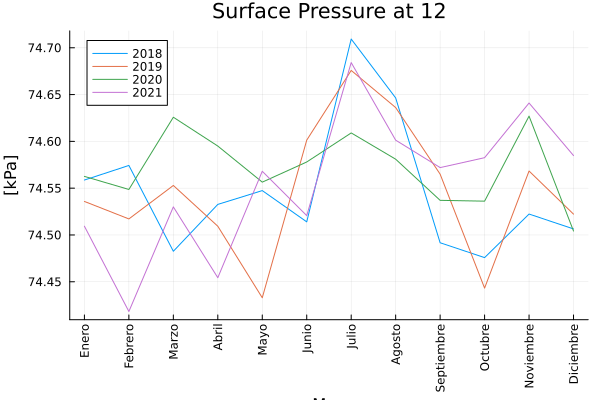 Surface Pressure at 12
74.70
74.65
74.60
74.55
74.50
74.45
[kPa]
2018
2019
2020
2021
Enero
Febrero
Marzo
Abril
Mayo
Junio
Julio
Agosto
Septiembre
Octubre
Noviembre
Diciembre